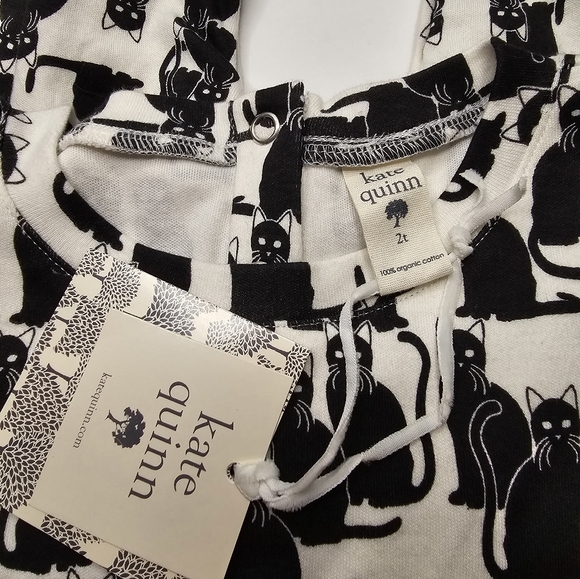 kate
quinn
2t
100% organic cotton
kate
quinn
katequinn.com